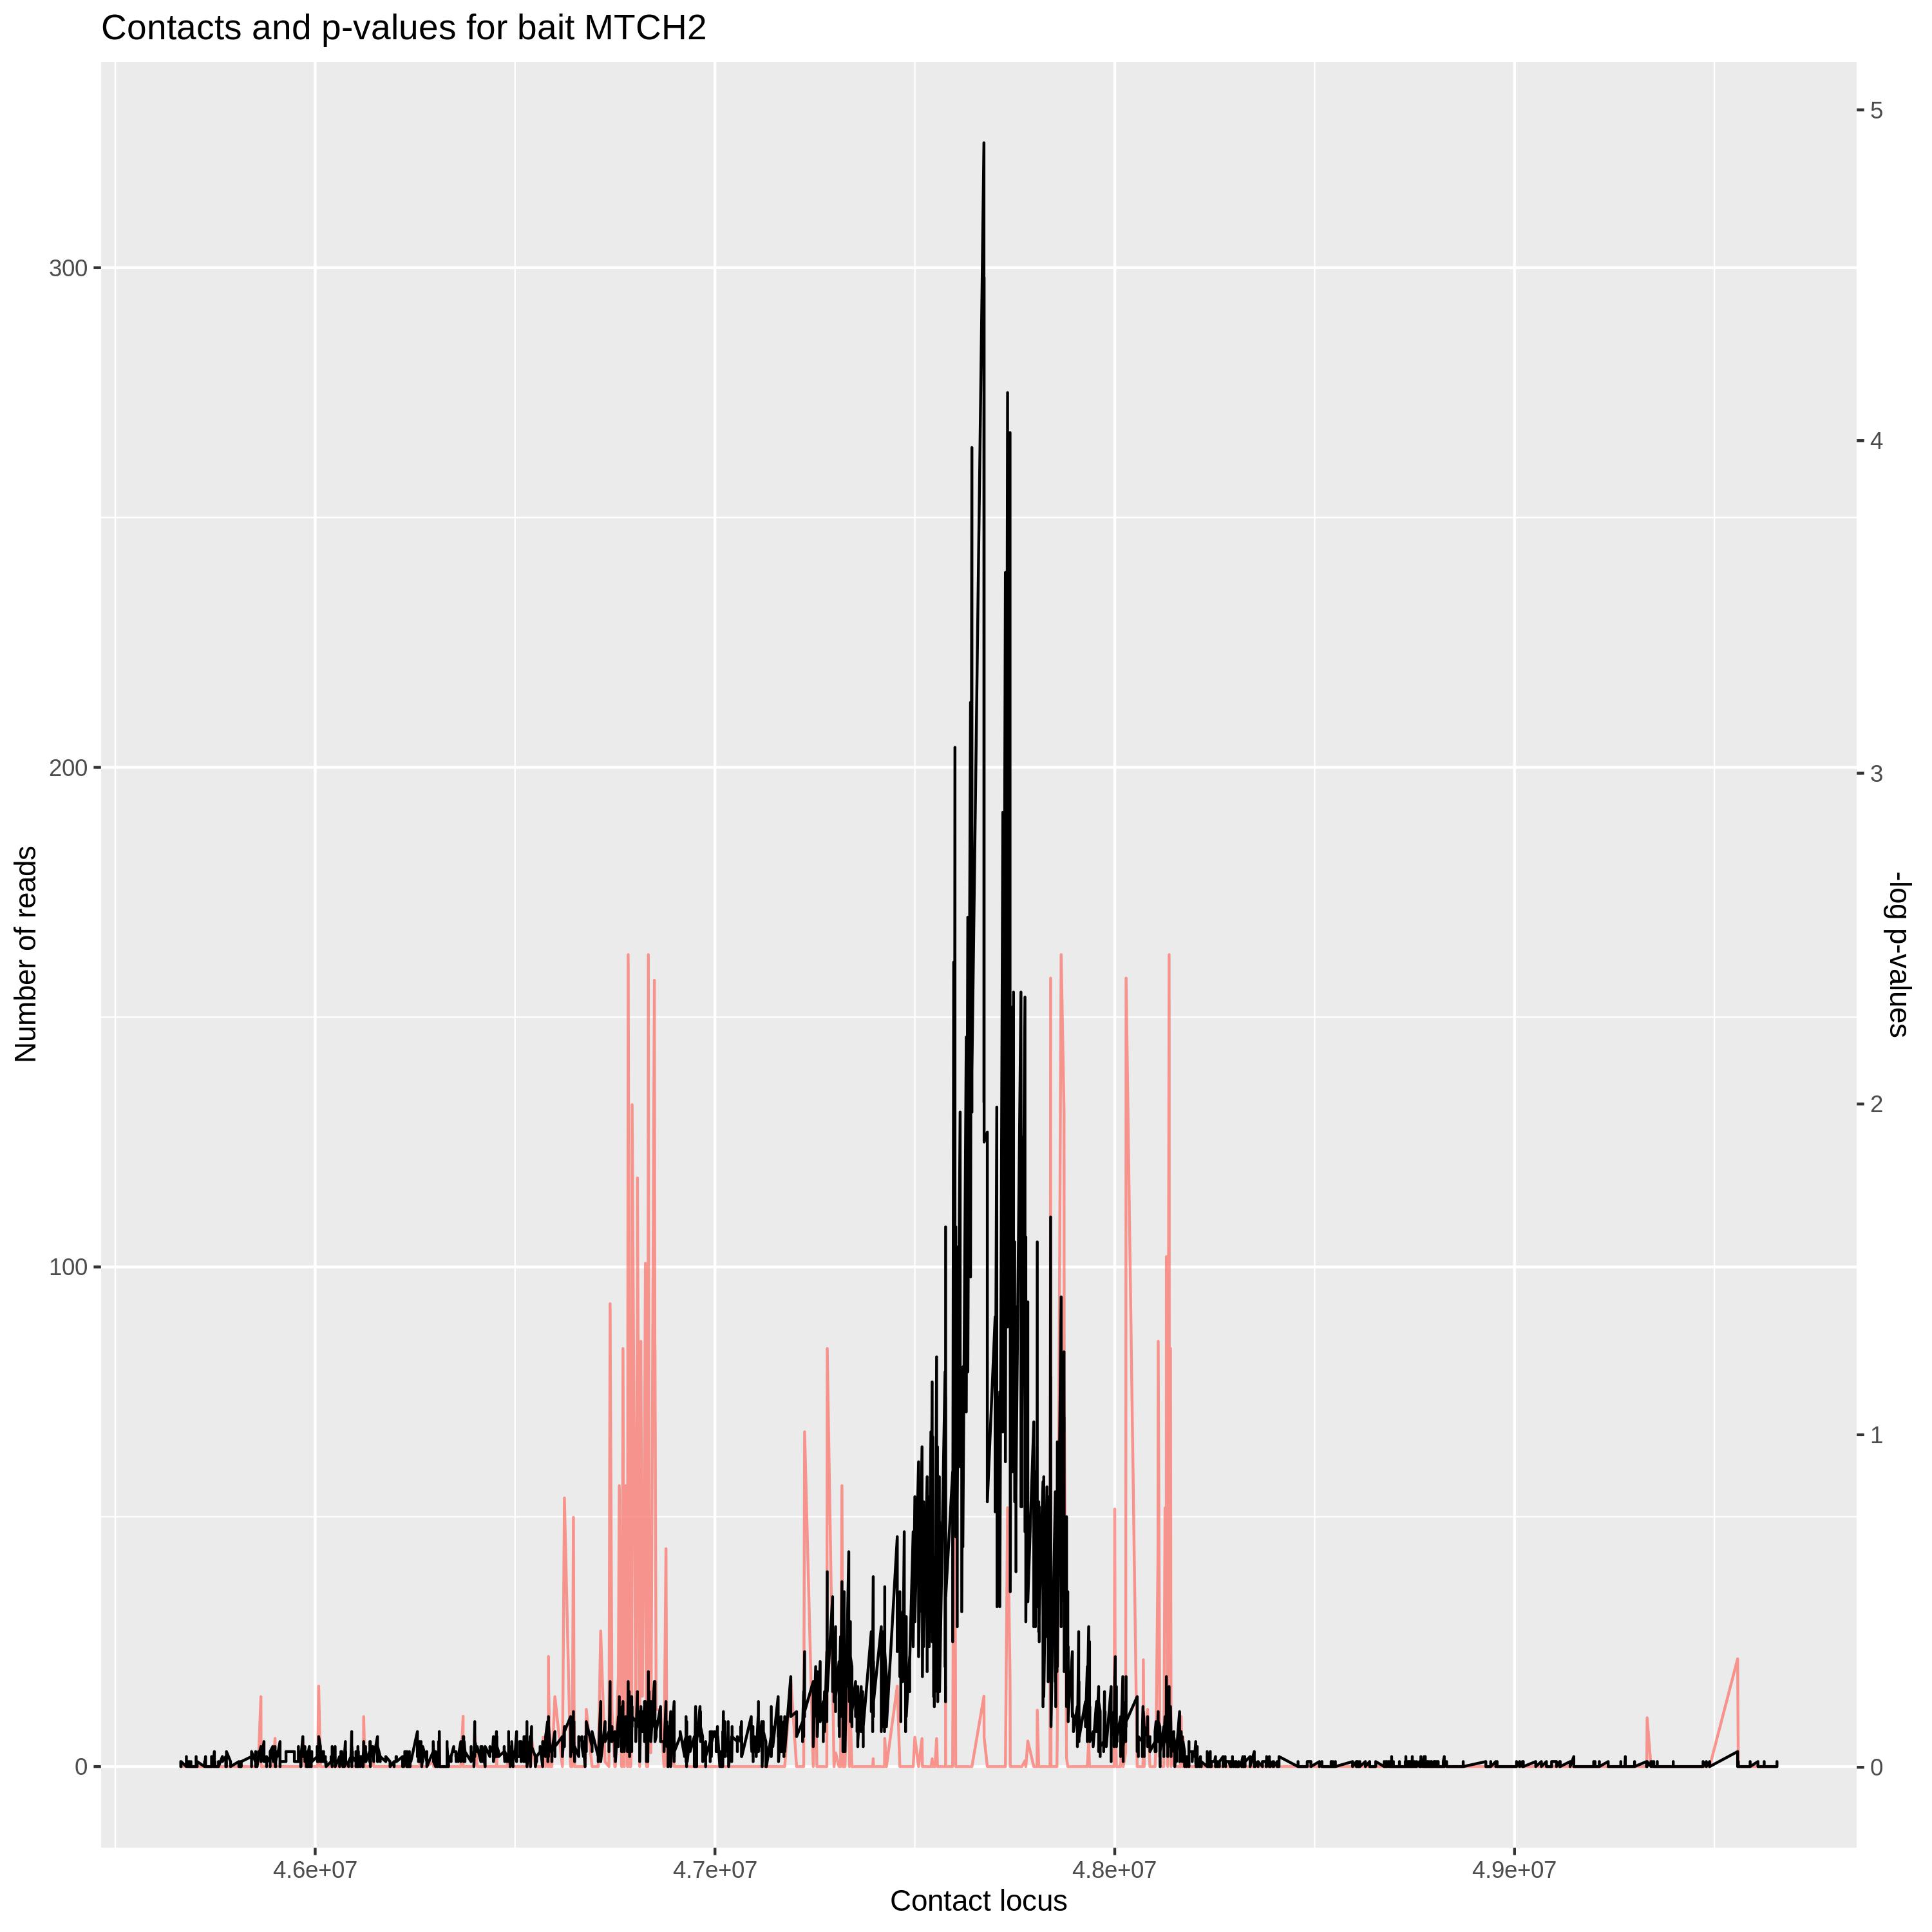 Contacts and p-values for bait MTCH2
Number of reads
300
200
100
0
5
4
3
2
1
0
-log p-values
4.6e+07
4.7e+07
4.8e+07
4.9e+07
Contact locus